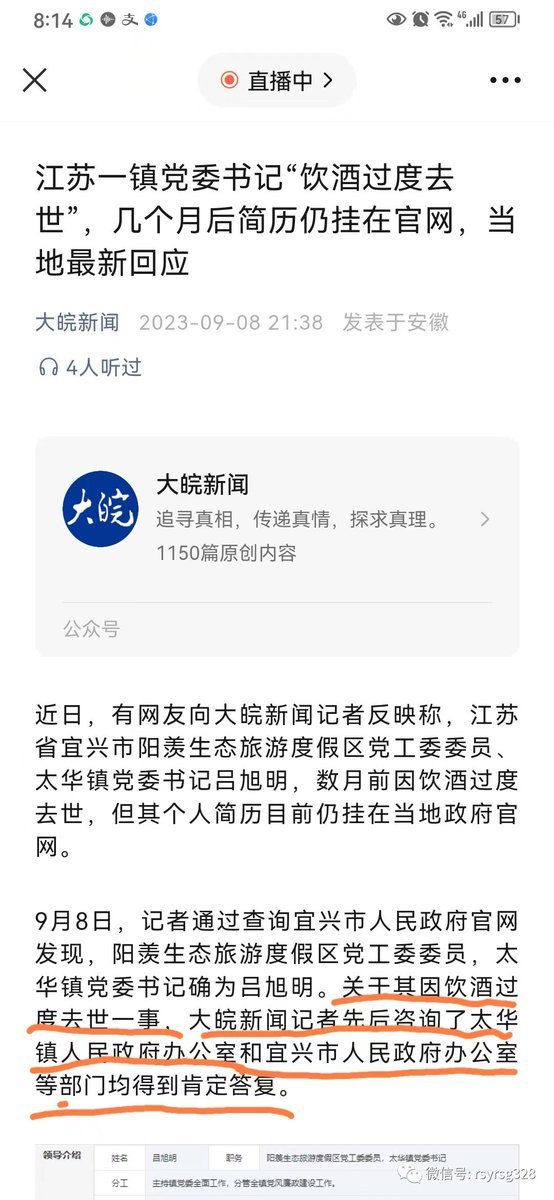 8:14
4G
57
直播中
江苏一镇党委书记“饮酒过度去
世”，几个月后简历仍挂在官网，当
地最新回应
大皖新闻 2023-09-08 21:38 发表于安徽
4人听过
大皖
大皖新闻
追寻真相，传递真情，探求真理。
1150篇原创内容
公众号
近日，有网友向大皖新闻记者反映称，江苏
省宜兴市阳羡生态旅游度假区党工委委员、
太华镇党委书记吕旭明，数月前因饮酒过度
去世，但其个人简历目前仍挂在当地政府官
网。
9月8日，记者通过查询宜兴市人民政府官网
发现，阳羡生态旅游度假区党工委委员，太
华镇党委书记确为吕旭明。关于其因饮酒过
度去世一事，大皖新闻记者先后咨询了太华
镇人民政府办公室和宜兴市人民政府办公室
等部门均得到肯定答复。
领导介绍 姓名 吕旭明 职务 阳羡生态旅游度假区党工委委员，太华镇党委书记
分工 主持镇党委全面工作，分管全镇党风廉政建设工作。
微信号: rsyrsg328